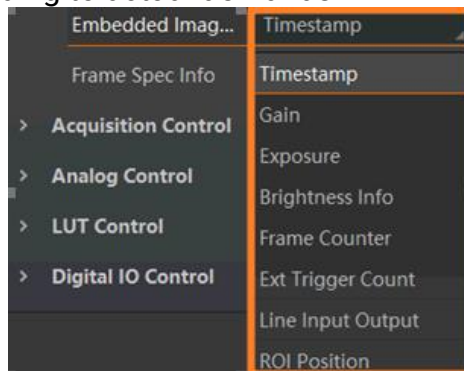 Embedded Imag...
Timestamp
Frame Spec Info
Timestamp
Gain
Acquisition Control
Exposure
Analog Control
Brightness Info
LUT Control
Frame Counter
Digital IO Control
Ext Trigger Count
Line Input Output
ROI Position